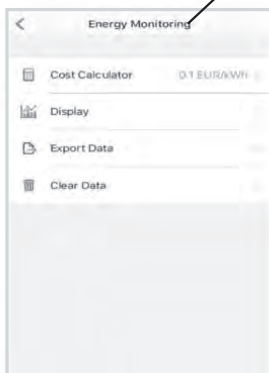 Energy Monitoring
Cost Calculator 0.1 EUR/kWh
Display
Export Data
Clear Data